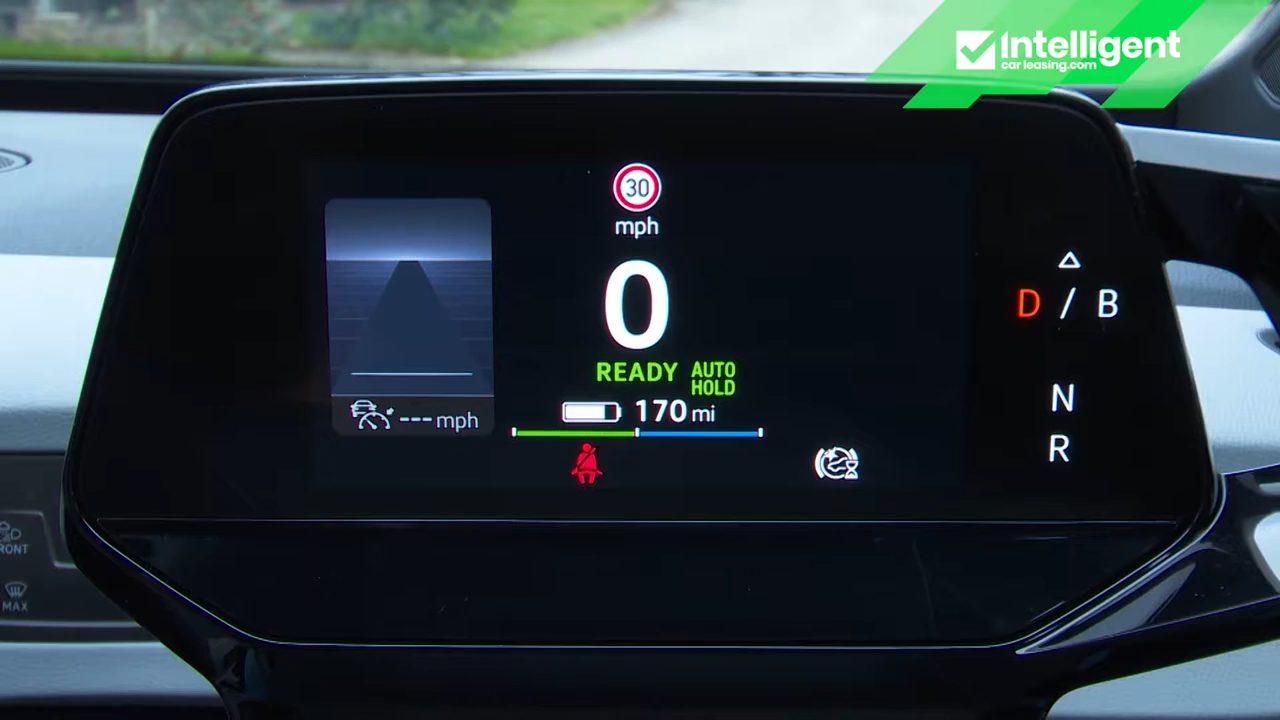 Intelligent
carleasing.com
30
mph
0
READY AUTO HOLD
170 mi
--- mph
D / B
N
R
FRONT
MAX